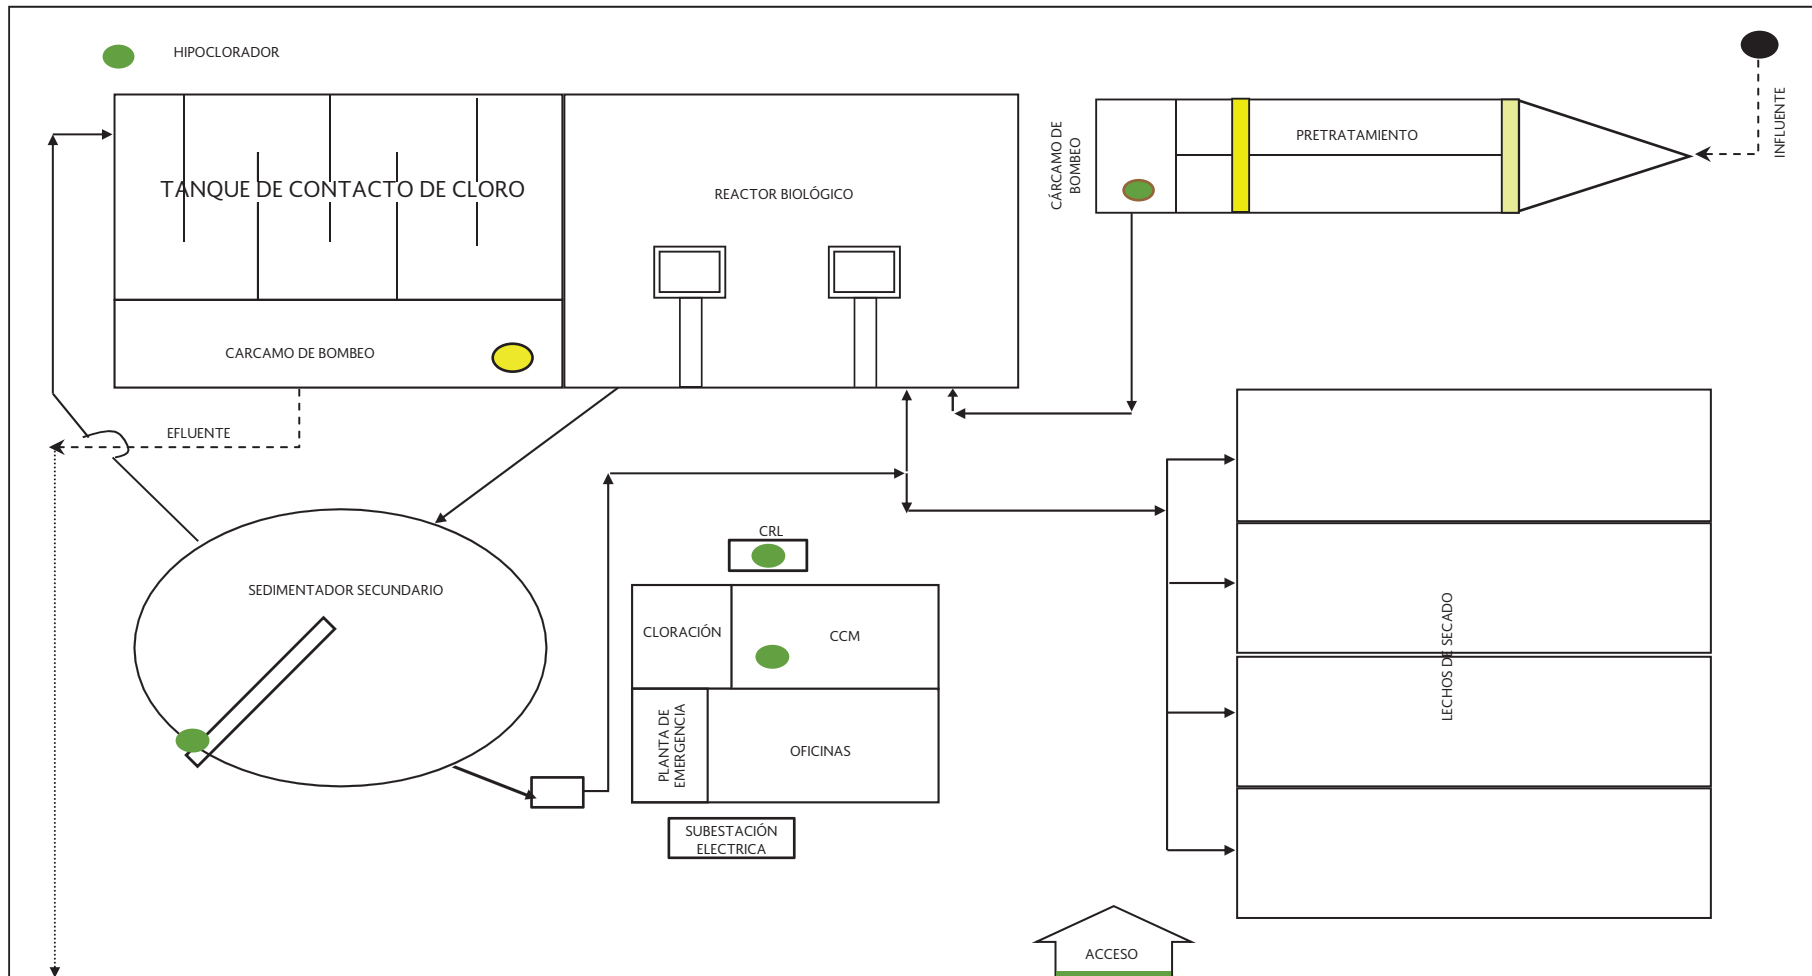 HIPOCLORADOR
INFLUENTE
CÁRCAMO DE
BOMBEO
PRETRATAMIENTO
TANQUE DE CONTACTO DE CLORO
REACTOR BIOLÓGICO
CARCAMO DE BOMBEO
EFLUENTE
CRL
SEDIMENTADOR SECUNDARIO
CLORACIÓN
CCM
LECHOS DE SECADO
PLANTA DE
EMERGENCIA
OFICINAS
SUBESTACIÓN
ELECTRICA
ACCESO